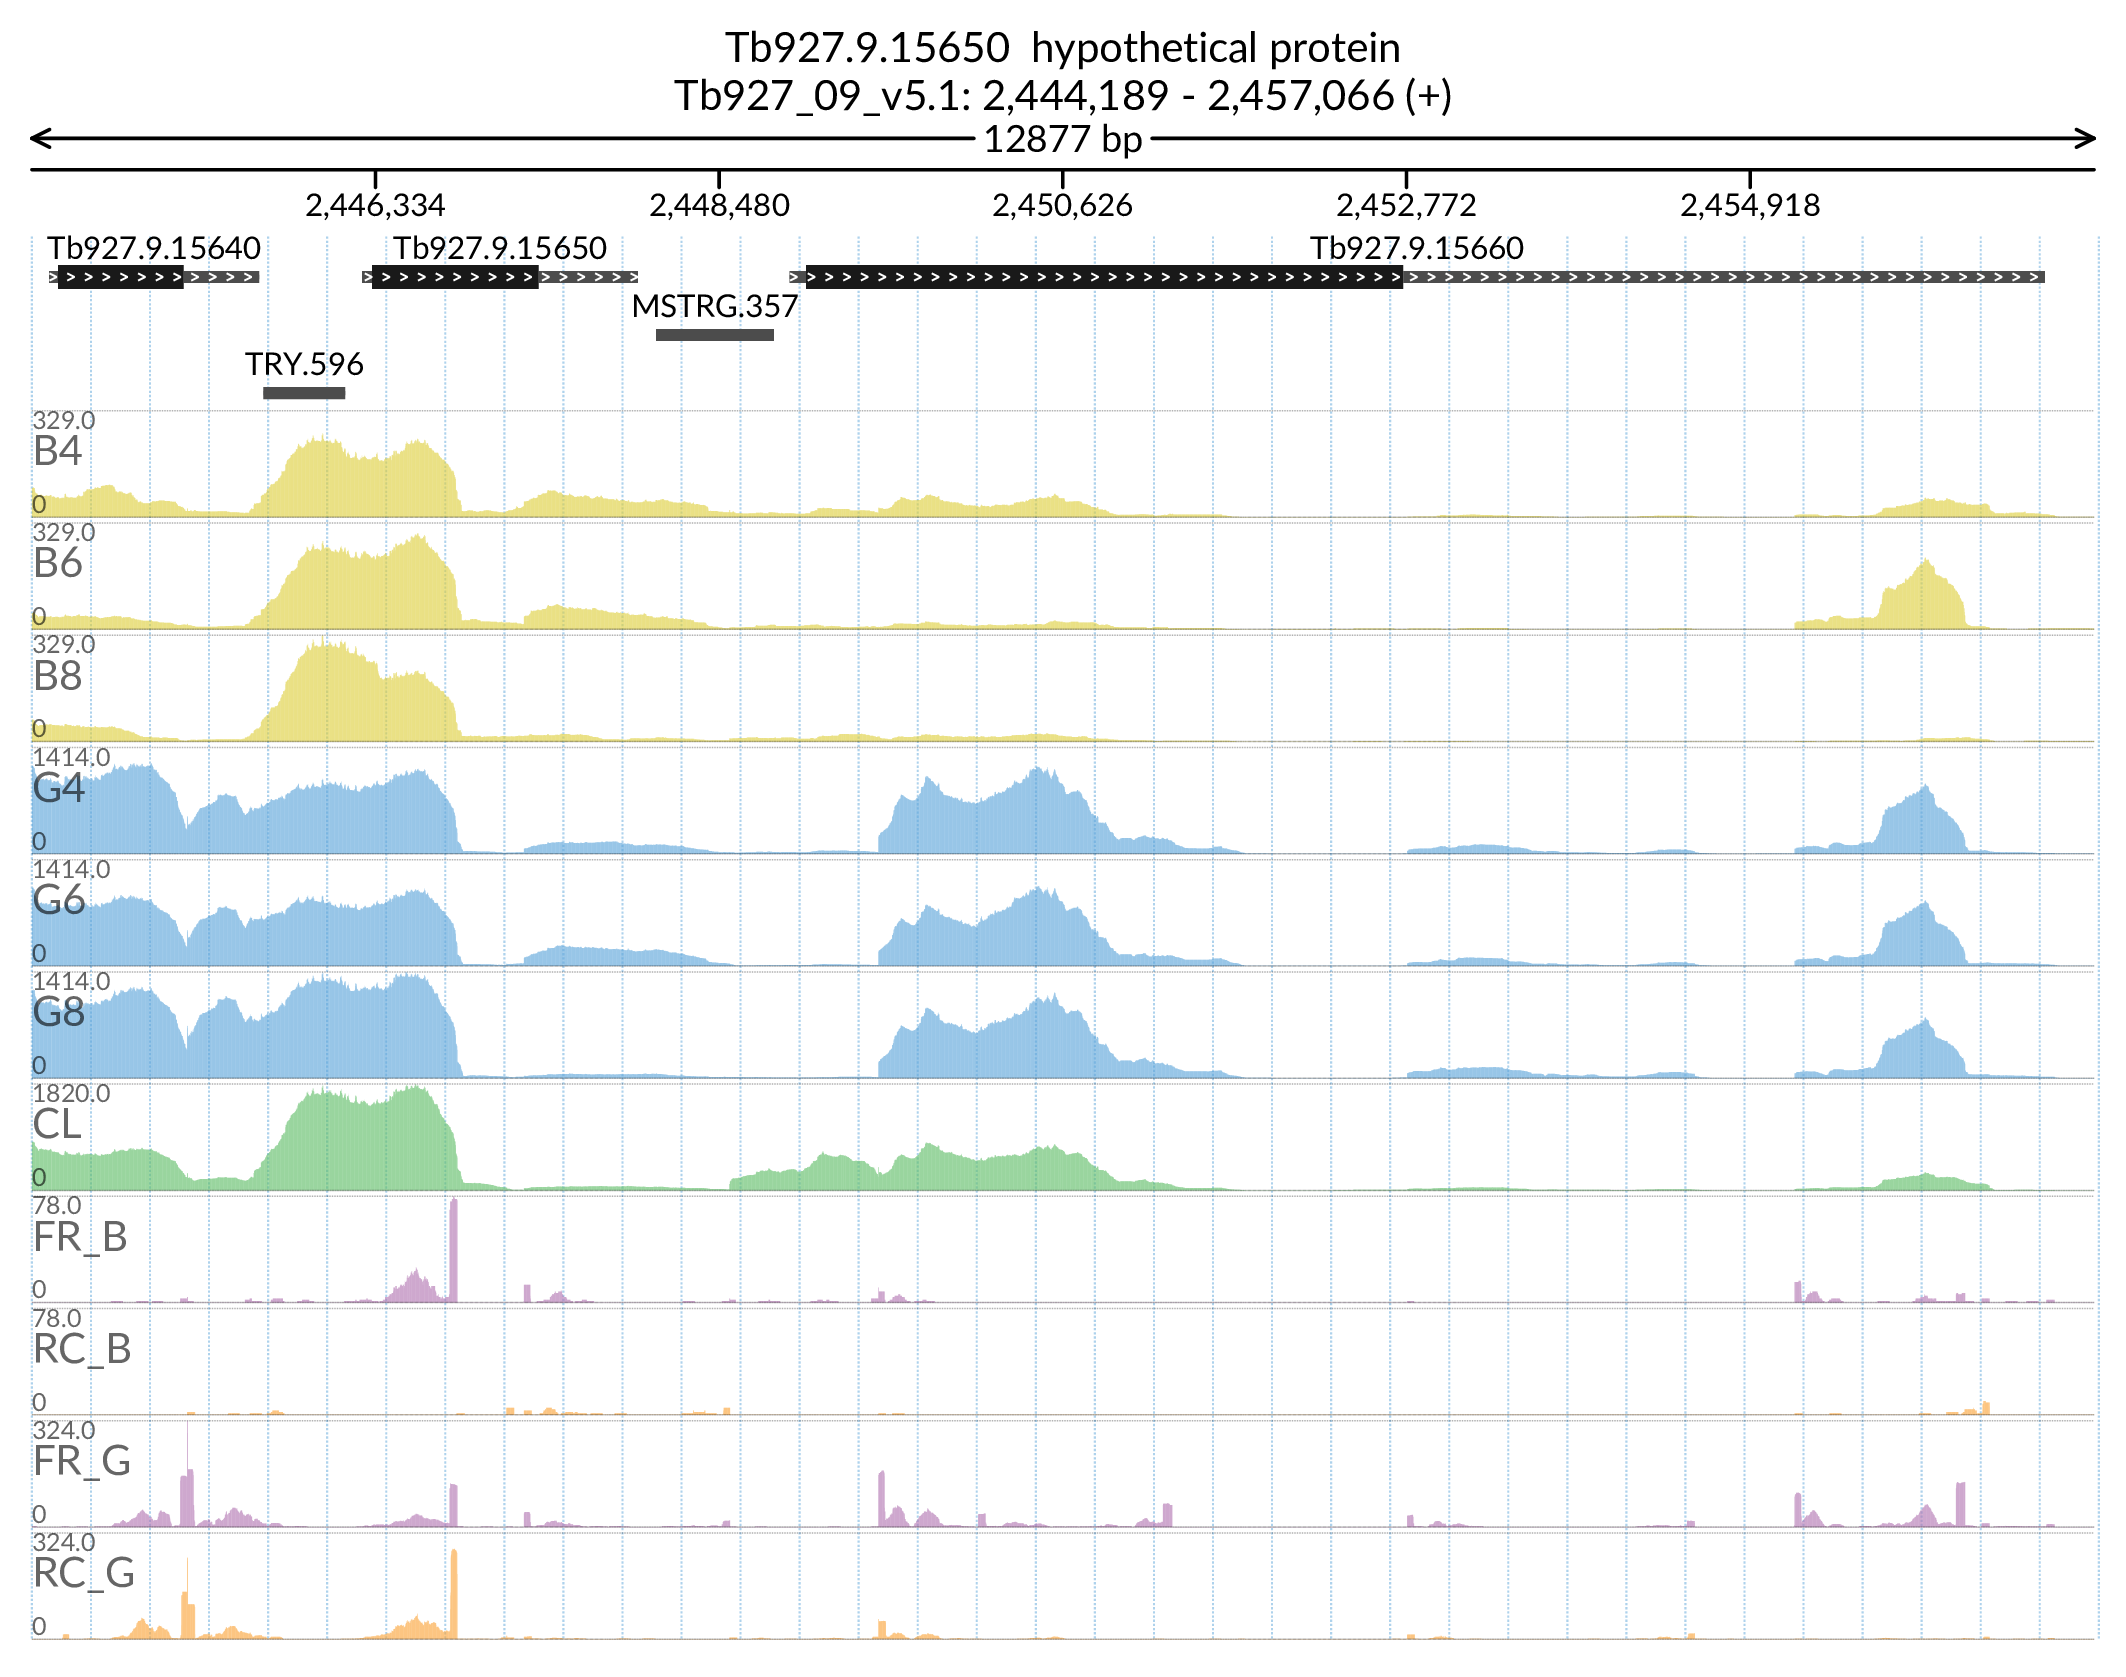 Tb927.9.15650  hypothetical protein
Tb927_09_v5.1: 2,444,189 - 2,457,066 (+)
12877 bp
2,446,334 2,448,480 2,450,626 2,452,772 2,454,918
Tb927.9.15640 Tb927.9.15650 Tb927.9.15660
MSTRG.357
TRY.596
329.0
B4
0
329.0
B6
0
329.0
B8
0
1414.0
G4
0
1414.0
G6
0
1414.0
G8
0
1820.0
CL
0
78.0
FR_B
0
78.0
RC_B
0
324.0
FR_G
0
324.0
RC_G
0